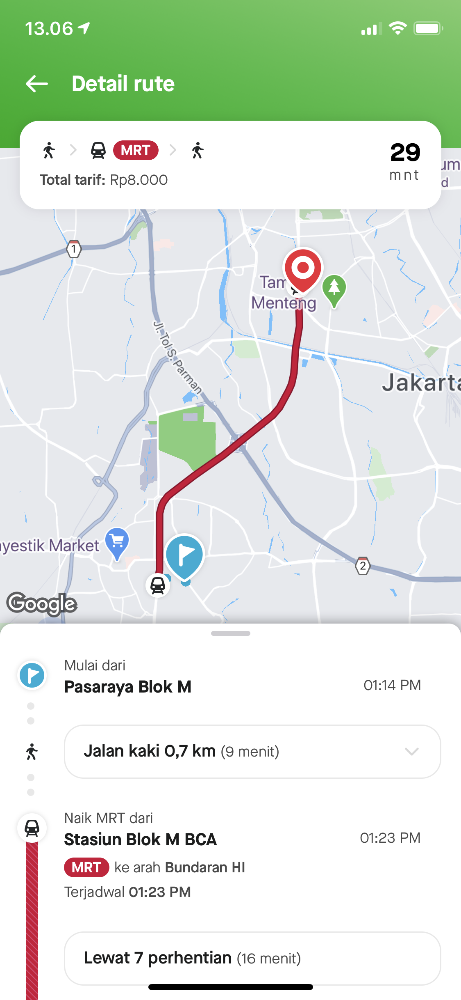 13.06
Detail rute
MRT
29
mnt
Total tarif: Rp8.000
um
d
1
Tam
Menteng
Jl. Tol S. Parman
Jakarta
yestik Market
2
Google
Mulai dari
Pasaraya Blok M
01:14 PM
Jalan kaki 0,7 km (9 menit)
Naik MRT dari
Stasiun Blok M BCA
01:23 PM
MRT ke arah Bundaran HI
Terjadwal 01:23 PM
Lewat 7 perhentian (16 menit)